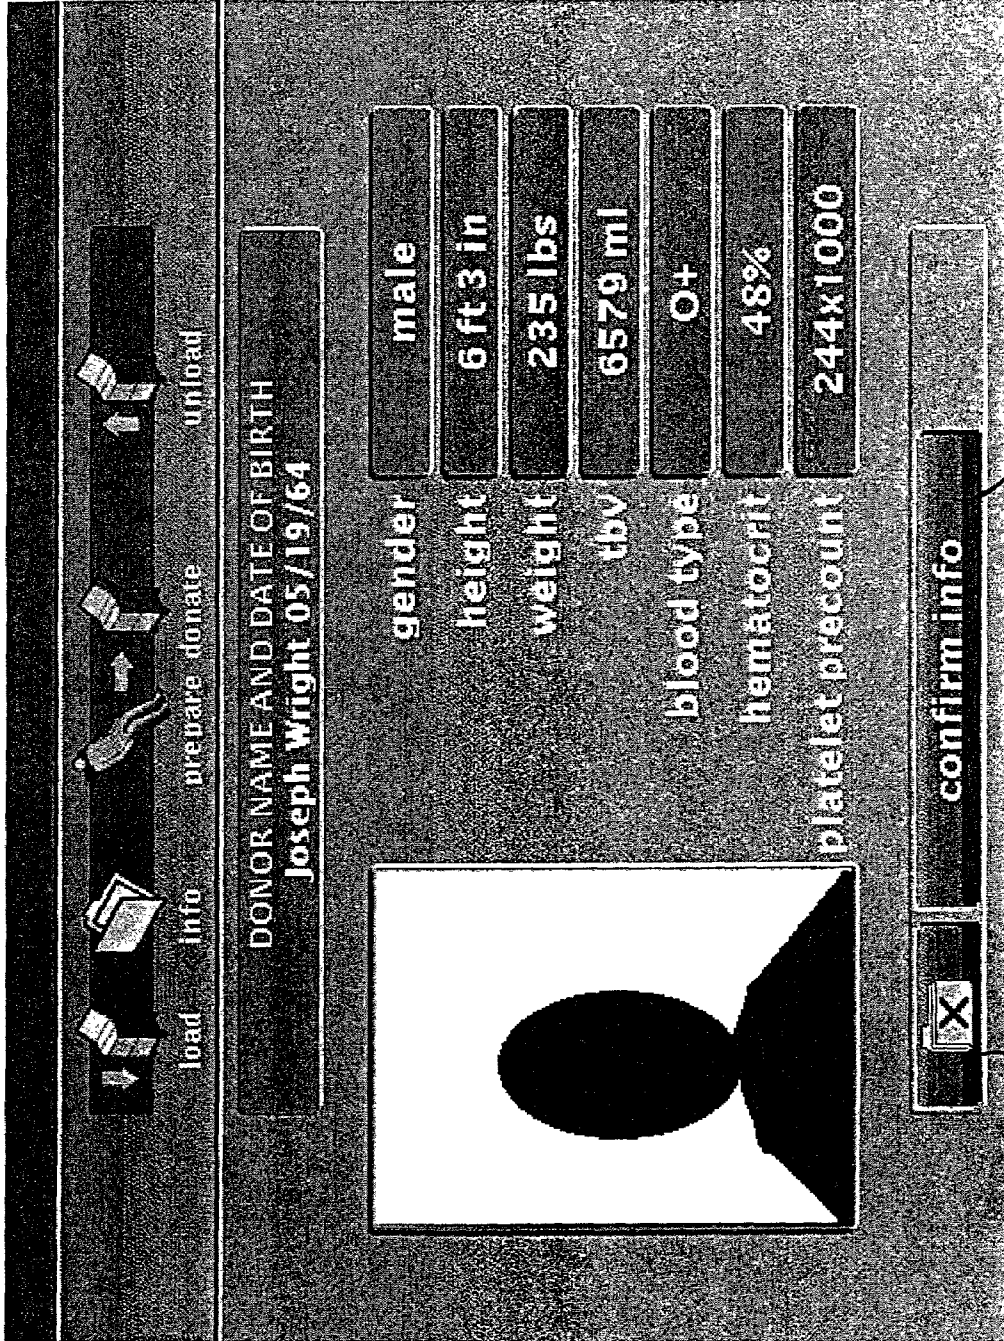 load info prepare donate unload
DONOR NAME AND DATE OF BIRTH
Joseph Wright 05/19/64
gender male
height 6 ft 3 in
weight 235 lbs
tbv 6579 ml
blood type O+
hematocrit 48%
platelet precount 244x1000
confirm info